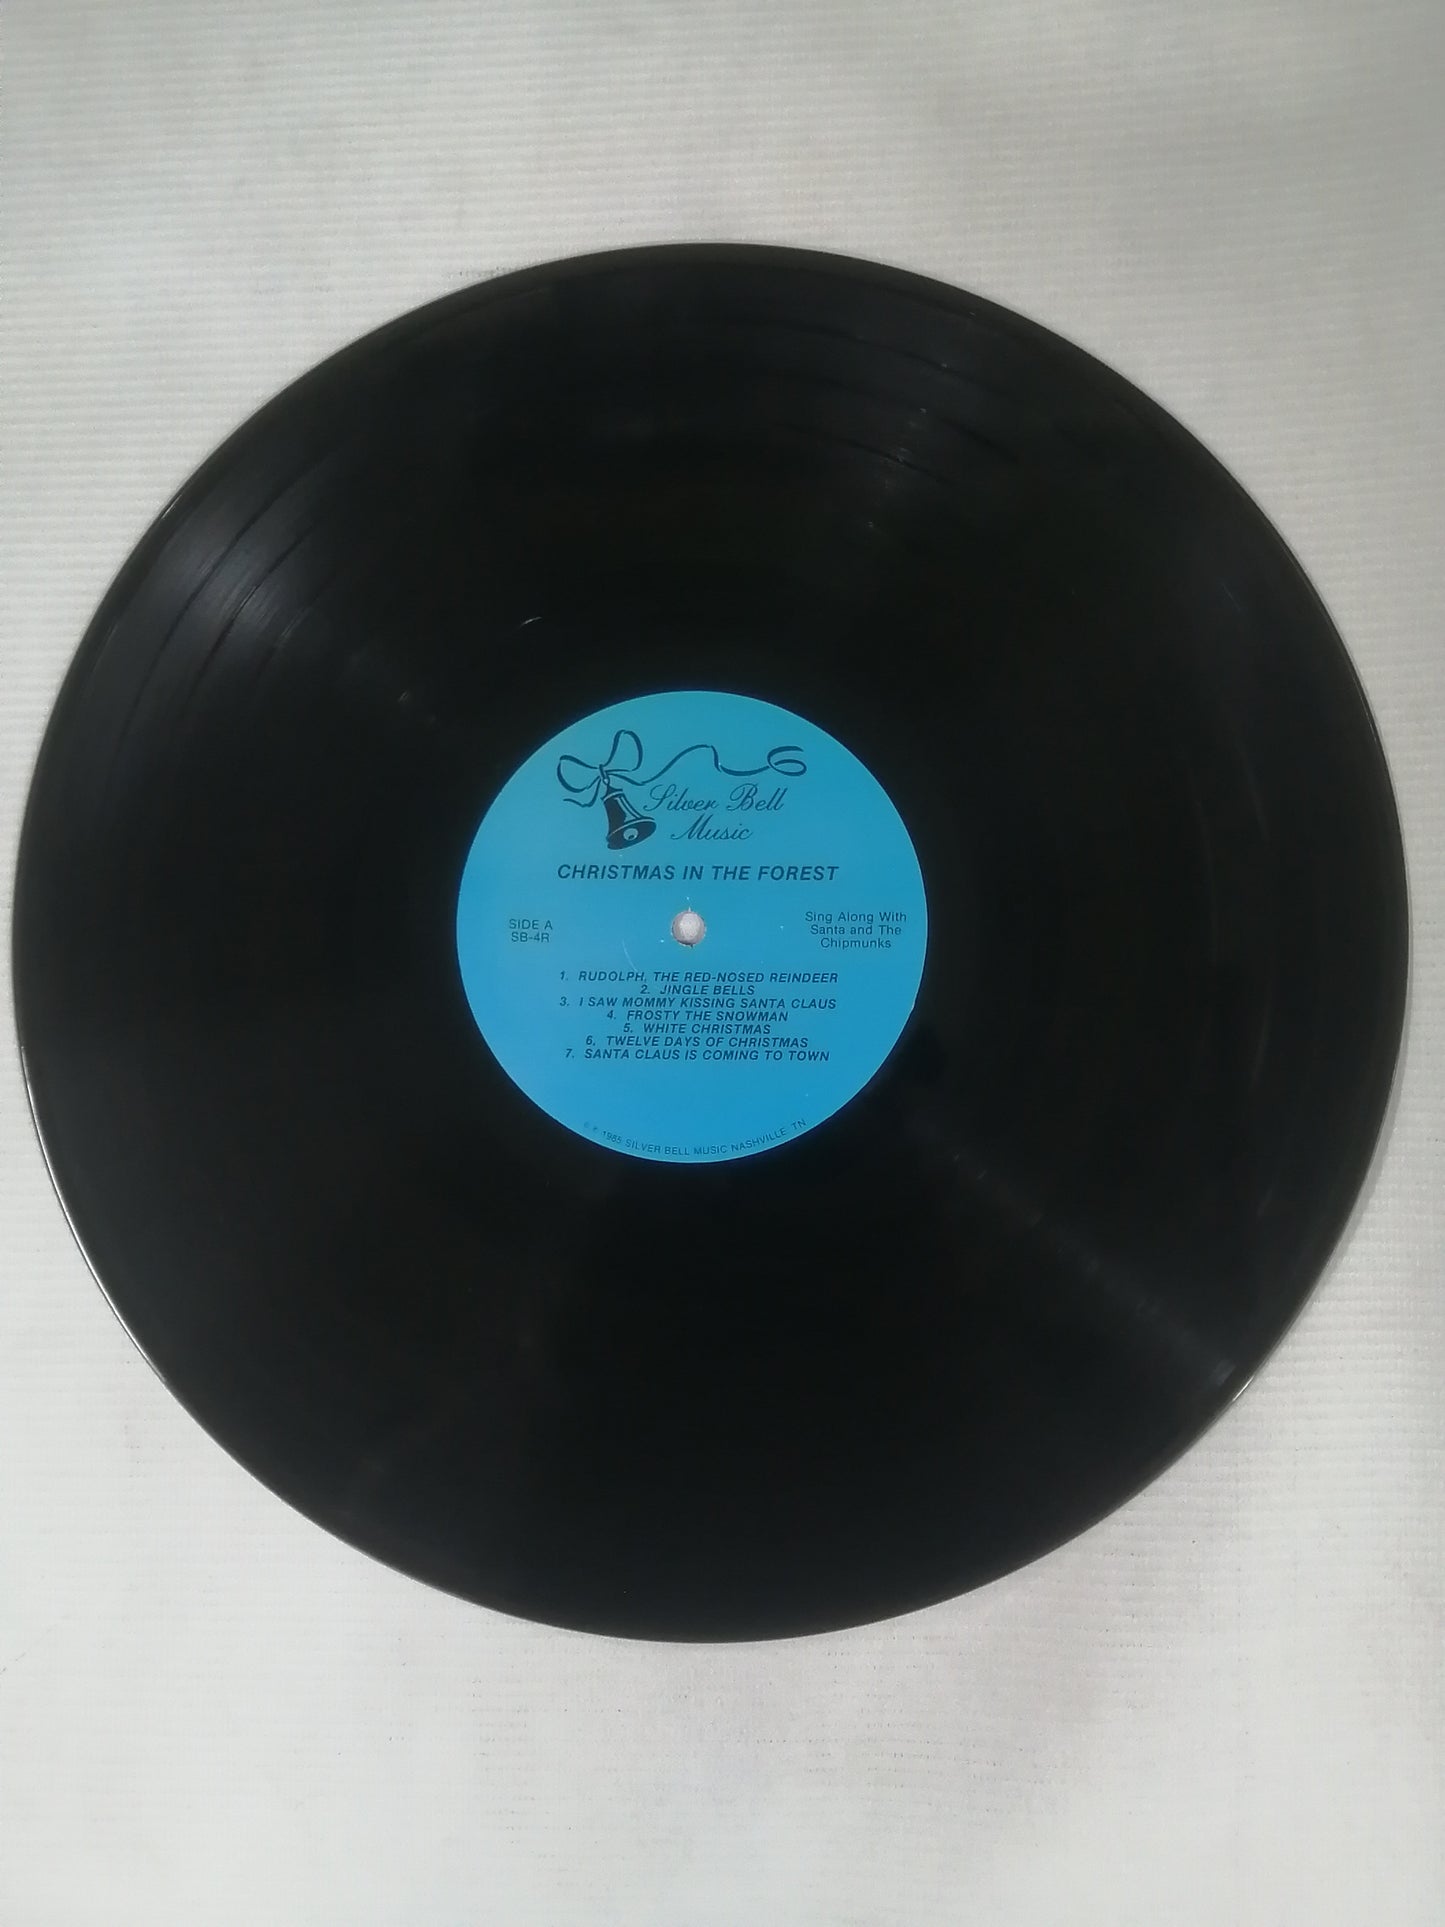 Silver Bell
Music
CHRISTMAS IN THE FOREST
SIDE A
SB-4R
Sing Along With
Santa and The
Chipmunks
1. RUDOLPH, THE RED-NOSED REINDEER
2. JINGLE BELLS
3. I SAW MOMMY KISSING SANTA CLAUS
4. FROSTY THE SNOWMAN
5. WHITE CHRISTMAS
6. TWELVE DAYS OF CHRISTMAS
7. SANTA CLAUS IS COMING TO TOWN
© ℗ 1985 SILVER BELL MUSIC NASHVILLE, TN